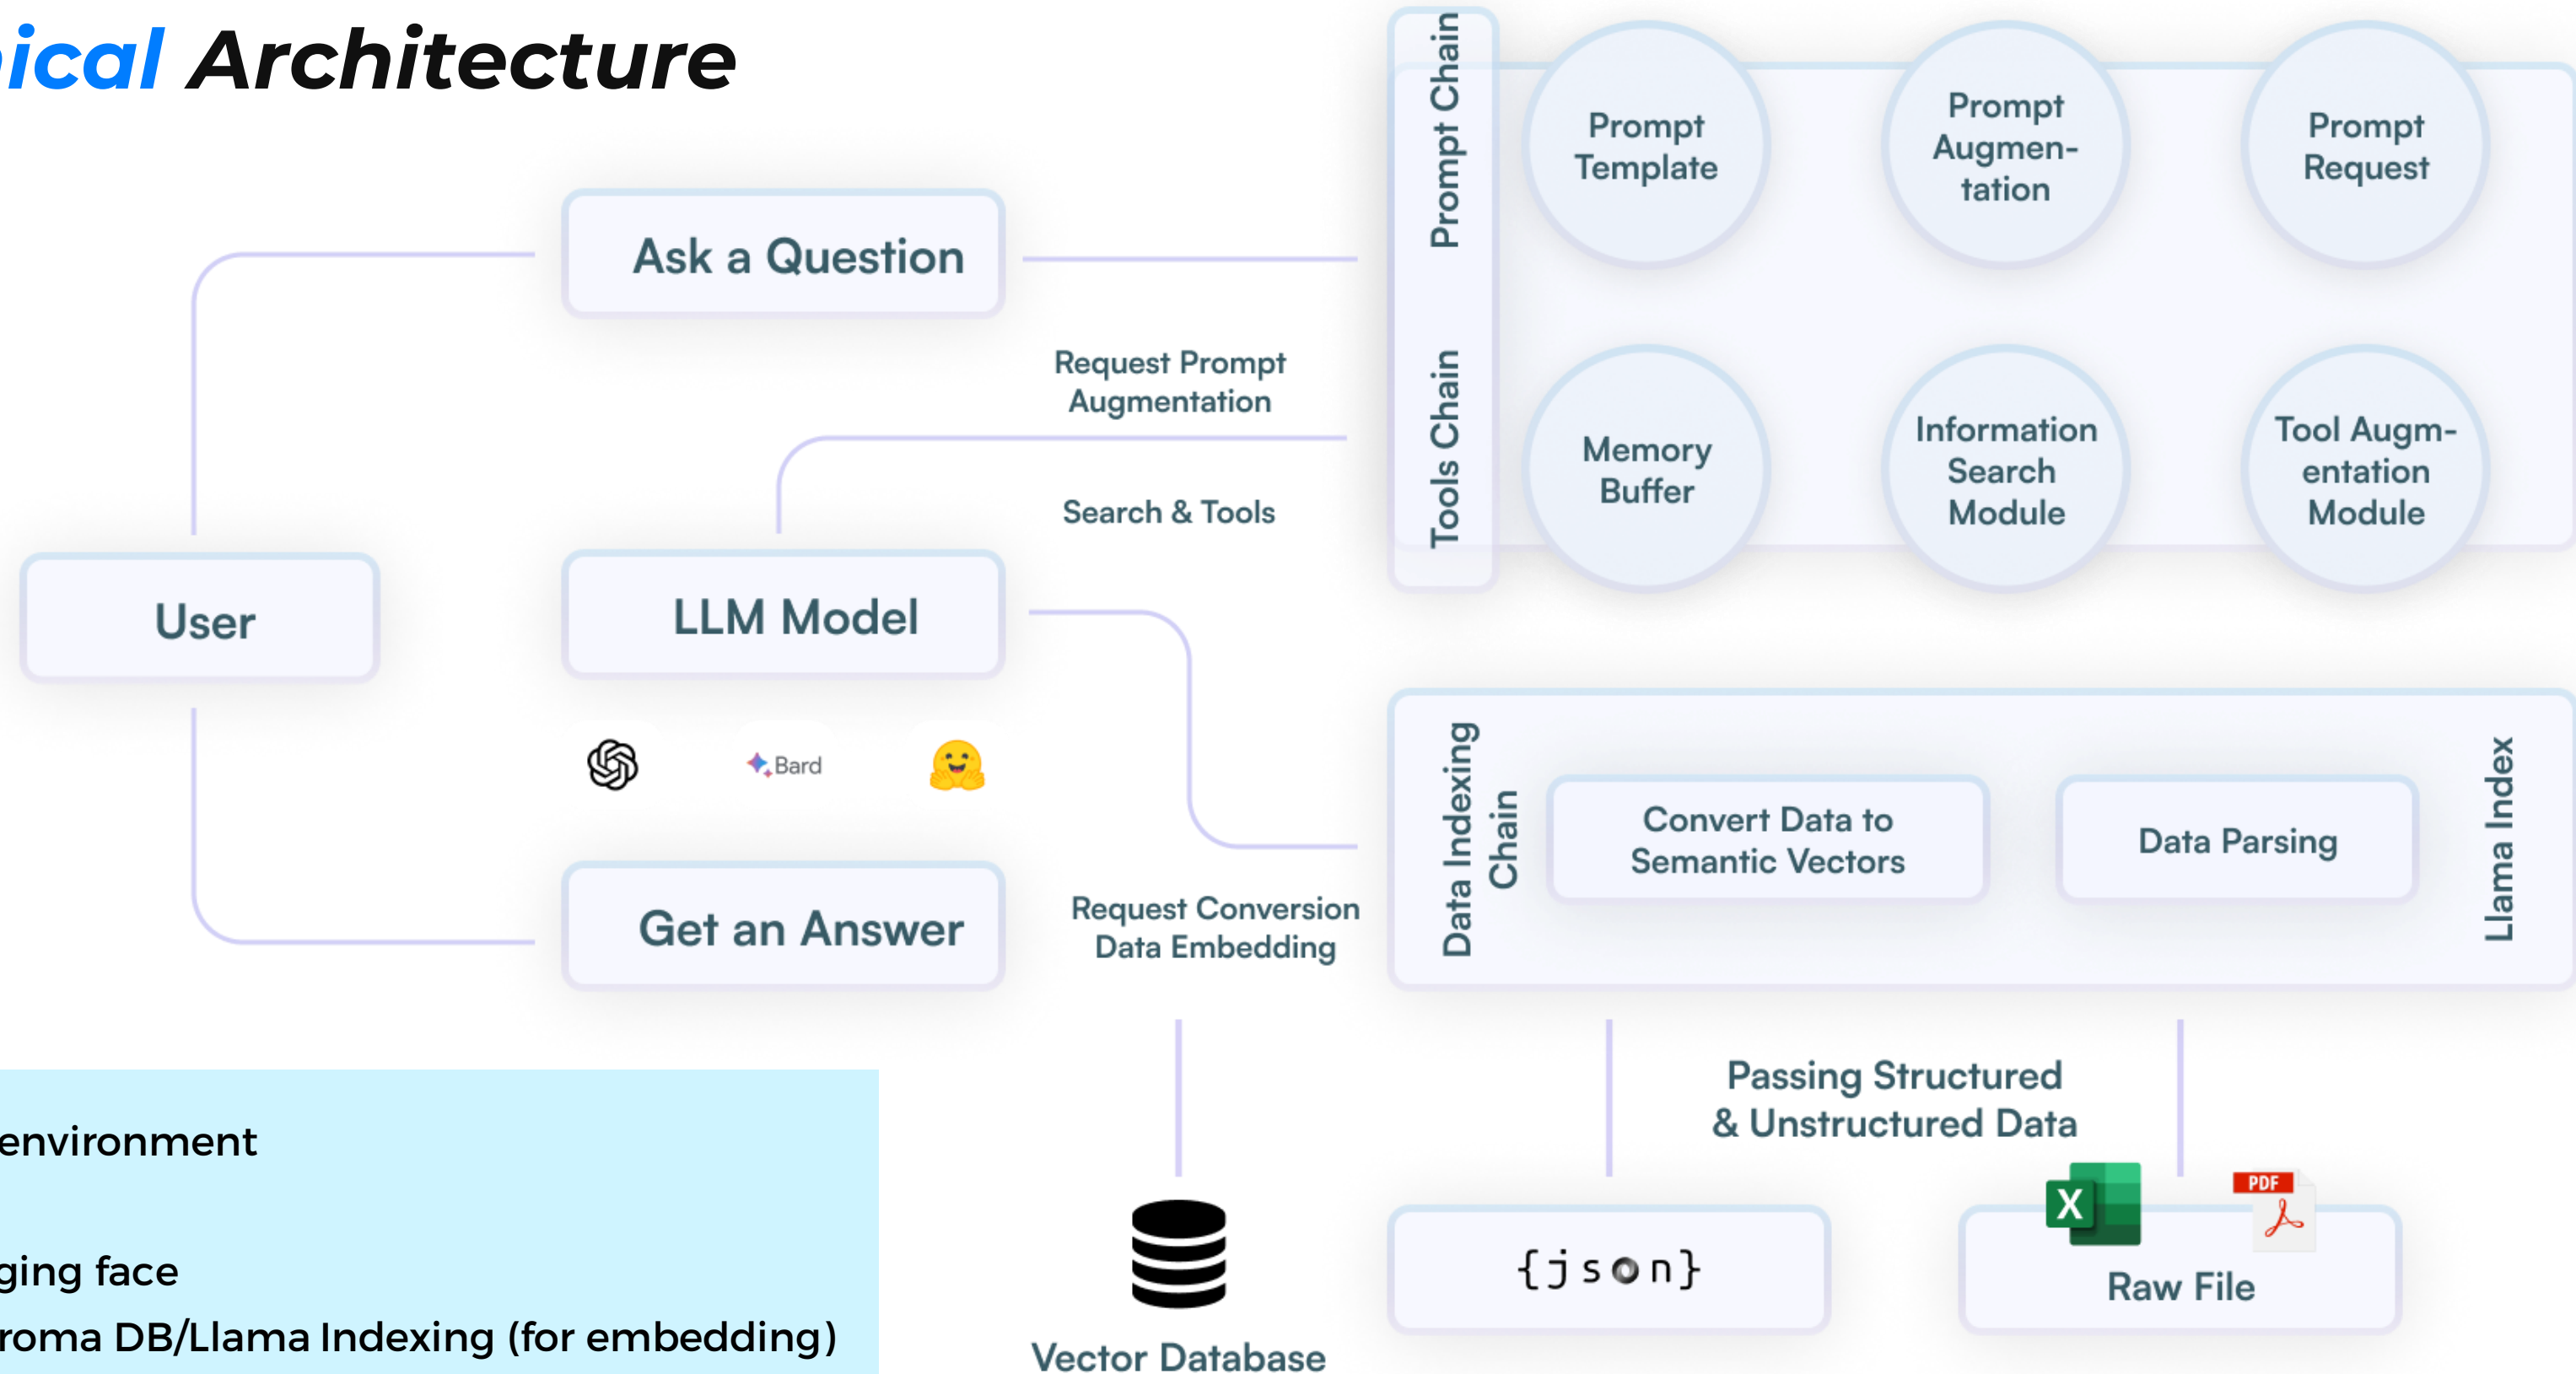 Architecture
Ask a Question
Request Prompt
Augmentation
Search & Tools
User
LLM Model
Bard
Get an Answer
Request Conversion
Data Embedding
Prompt Chain
Prompt
Template
Prompt
Augmen-
tation
Prompt
Request
Tools Chain
Memory
Buffer
Information
Search
Module
Tool Augm-
entation
Module
Data Indexing
Chain
Convert Data to
Semantic Vectors
Data Parsing
Llama Index
Passing Structured
& Unstructured Data
{json}
X
PDF
Raw File
Vector Database
environment
face
DB/Llama Indexing (for embedding)